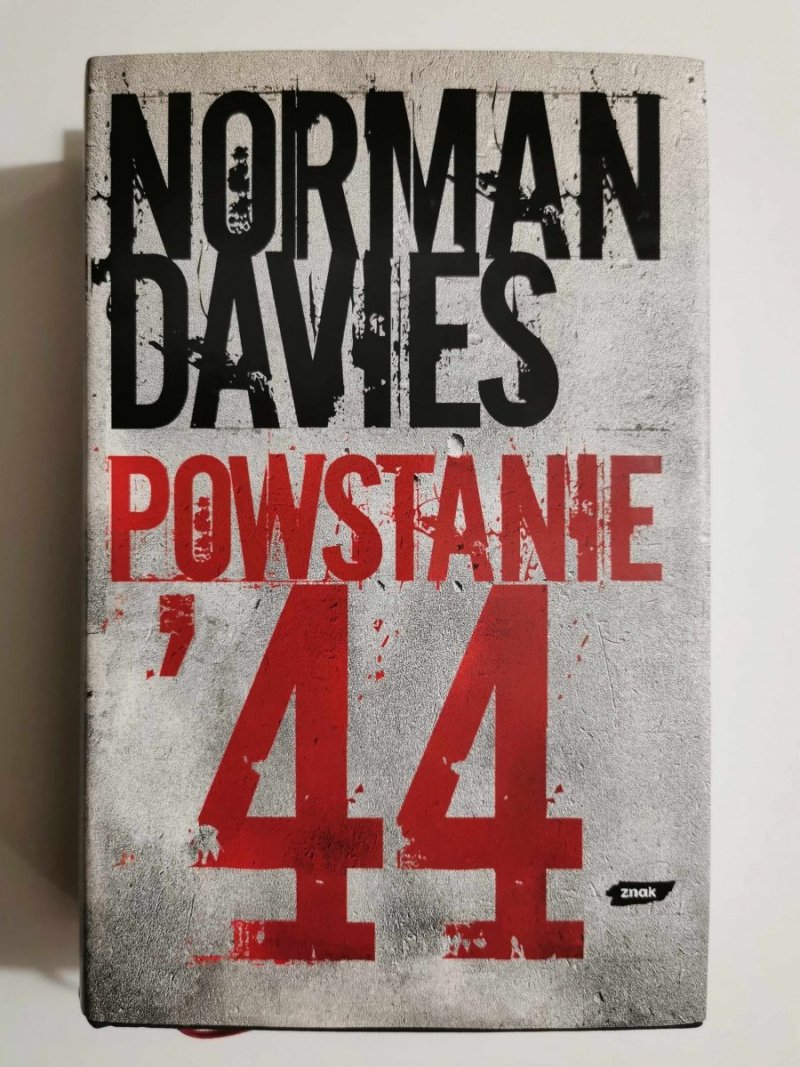 NORMAN
DAVIES
POWSTANIE
'44
znak